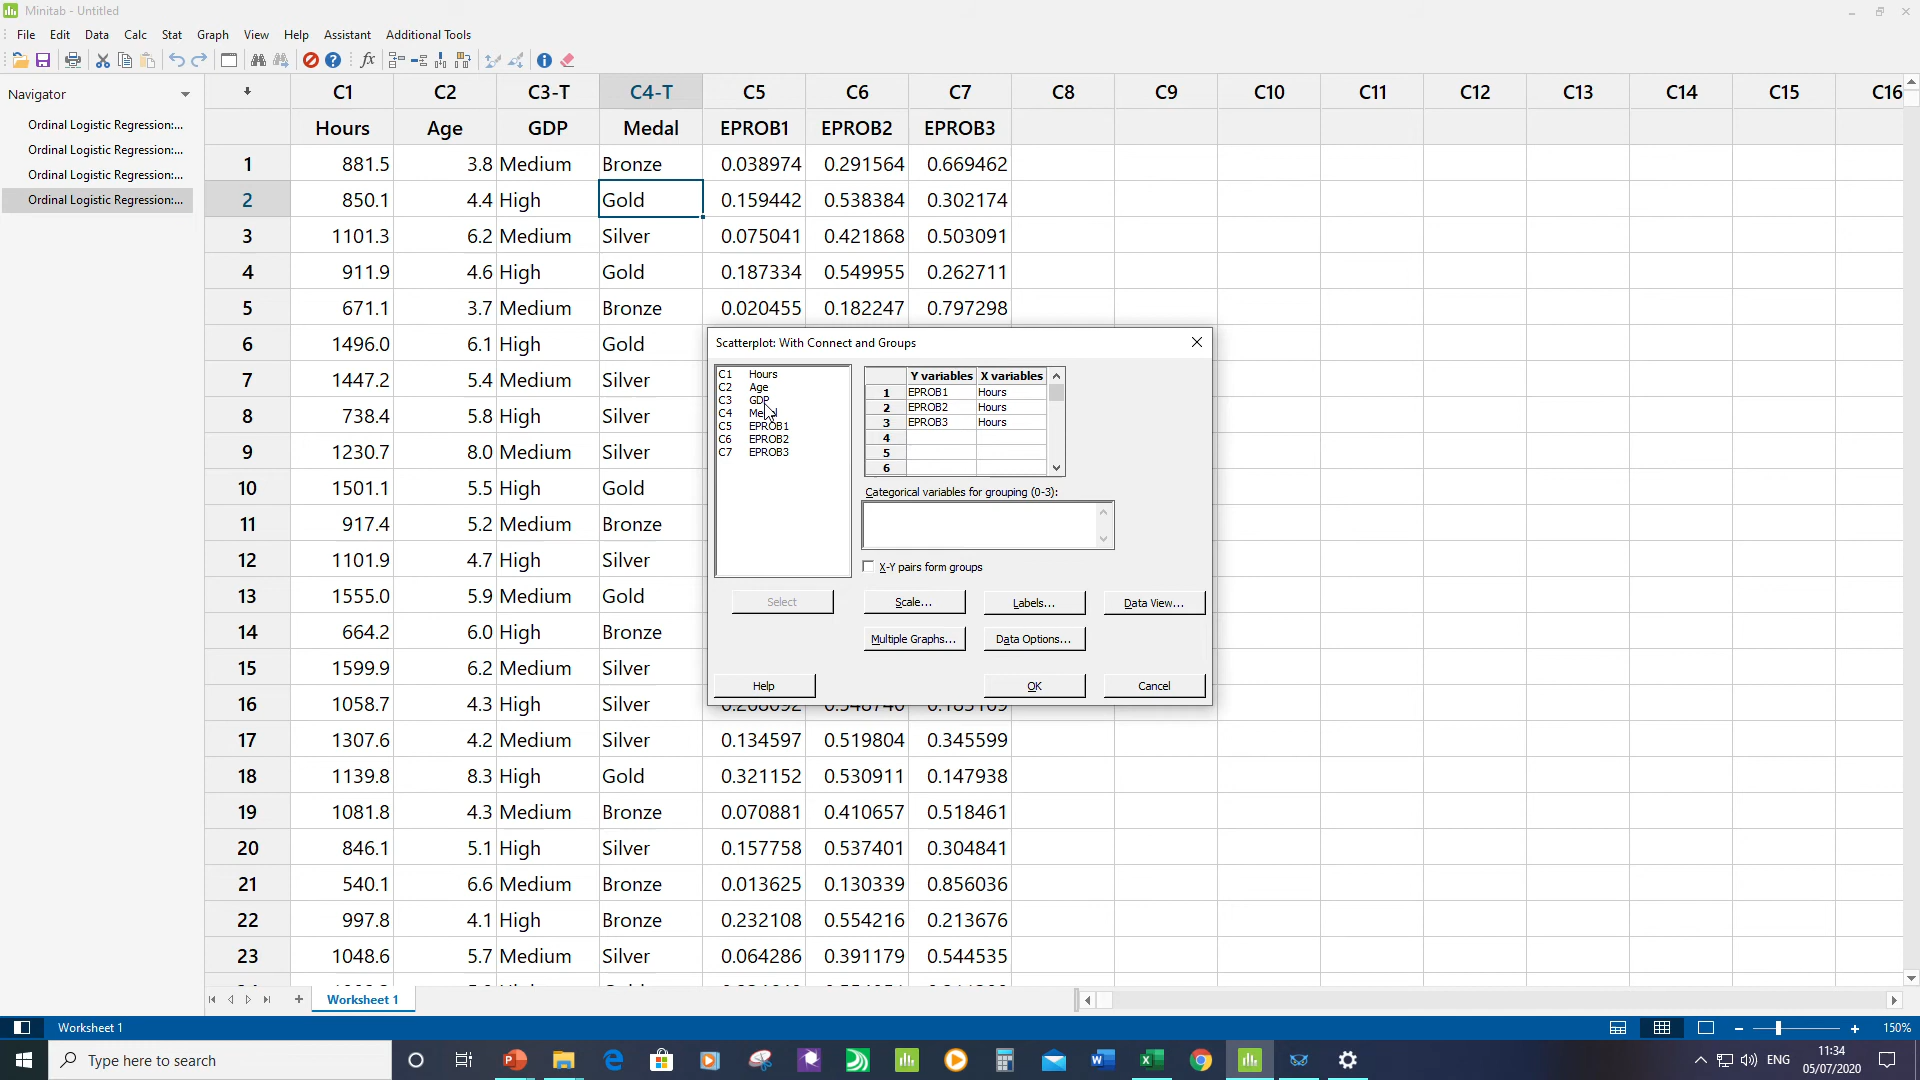 Minitab - Untitled
File Edit Data Calc Stat Graph View Help Assistant Additional Tools
Navigator
Ordinal Logistic Regression:...
Ordinal Logistic Regression:...
Ordinal Logistic Regression:...
Ordinal Logistic Regression:...
C1 C2 C3-T C4-T C5 C6 C7 C8 C9 C10 C11 C12 C13 C14 C15 C16
Hours Age GDP Medal EPROB1 EPROB2 EPROB3
1 881.5 3.8 Medium Bronze 0.038974 0.291564 0.669462
2 850.1 4.4 High Gold 0.159442 0.538384 0.302174
3 1101.3 6.2 Medium Silver 0.075041 0.421868 0.503091
4 911.9 4.6 High Gold 0.187334 0.549955 0.262711
5 671.1 3.7 Medium Bronze 0.020455 0.182247 0.797298
6 1496.0 6.1 High Gold
7 1447.2 5.4 Medium Silver
8 738.4 5.8 High Silver
9 1230.7 8.0 Medium Silver
10 1501.1 5.5 High Gold
11 917.4 5.2 Medium Bronze
12 1101.9 4.7 High Silver
13 1555.0 5.9 Medium Gold
14 664.2 6.0 High Bronze
15 1599.9 6.2 Medium Silver
16 1058.7 4.3 High Silver
17 1307.6 4.2 Medium Silver 0.134597 0.519804 0.345599
18 1139.8 8.3 High Gold 0.321152 0.530911 0.147938
19 1081.8 4.3 Medium Bronze 0.070881 0.410657 0.518461
20 846.1 5.1 High Silver 0.157758 0.537401 0.304841
21 540.1 6.6 Medium Bronze 0.013625 0.130339 0.856036
22 997.8 4.1 High Bronze 0.232108 0.554216 0.213676
23 1048.6 5.7 Medium Silver 0.064286 0.391179 0.544535
Scatterplot: With Connect and Groups
C1 Hours
C2 Age
C3 GDP
C4 Medal
C5 EPROB1
C6 EPROB2
C7 EPROB3
Y variables X variables
1 EPROB1 Hours
2 EPROB2 Hours
3 EPROB3 Hours
4
5
6
Categorical variables for grouping (0-3):
X-Y pairs form groups
Select
Scale... Labels... Data View...
Multiple Graphs... Data Options...
Help OK Cancel
Worksheet 1
Worksheet 1
150%
Type here to search
ENG
11:34
05/07/2020